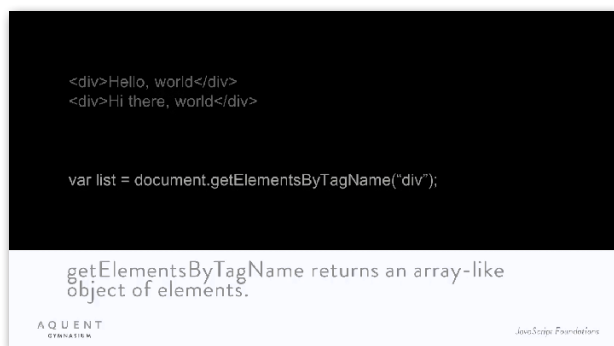 <div>Hello, world</div>
<div>Hi there, world</div>
var list = document.getElementsByTagName(“div”);
getElementsByTagName returns an array-like
object of elements.
AQUENT
GYMNASIUM
JavaScript Foundations